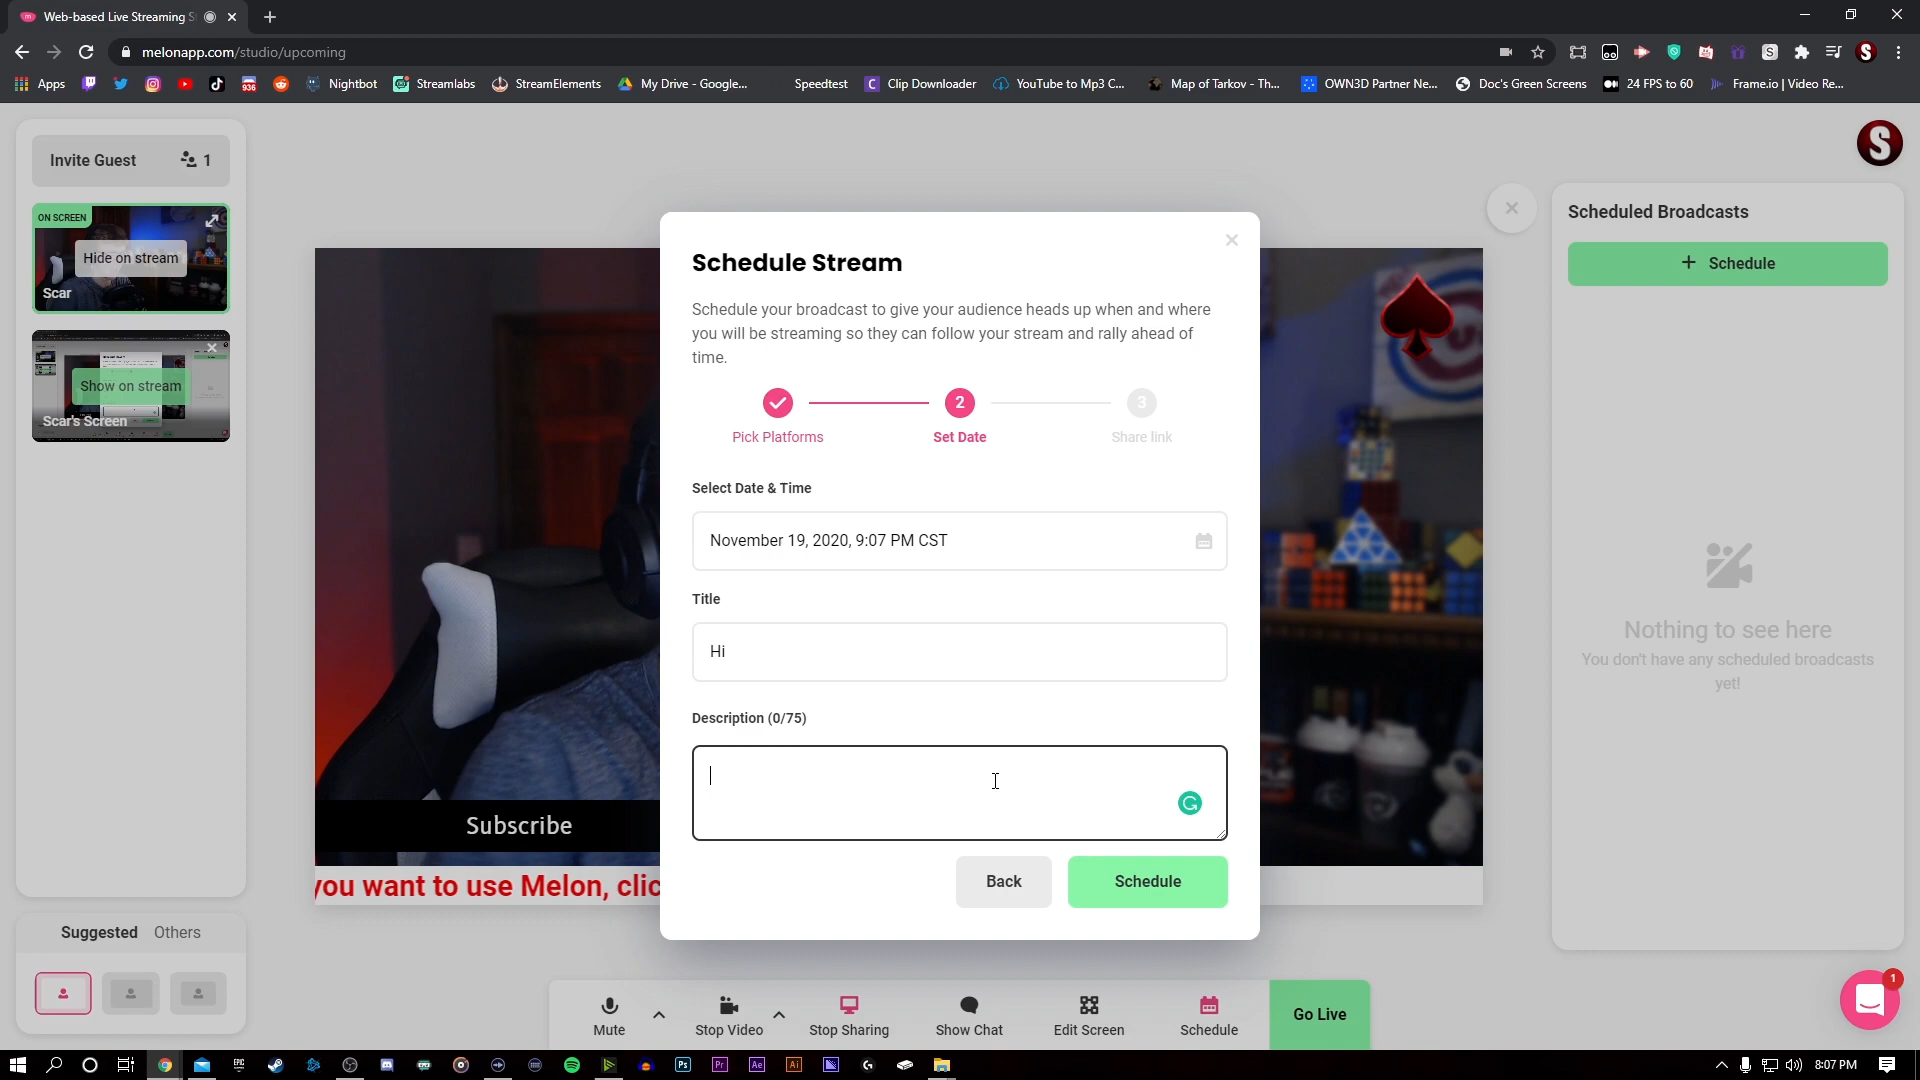 Web-based Live Streaming S
melonapp.com/studio/upcoming
Apps
936
Nightbot
Streamlabs
StreamElements
My Drive - Google...
Speedtest
C
Clip Downloader
YouTube to Mp3 C...
Map of Tarkov - Th...
OWN3D Partner Ne...
Doc's Green Screens
24 FPS to 60
Frame.io | Video Re...
Invite Guest
1
ON SCREEN
Hide on stream
Scar
Show on stream
Scar's Screen
Suggested
Others
Schedule Stream
Schedule your broadcast to give your audience heads up when and where
you will be streaming so they can follow your stream and rally ahead of
time.
2
3
Pick Platforms
Set Date
Share link
Select Date & Time
November 19, 2020, 9:07 PM CST
Title
Hi
Description (0/75)
Back
Schedule
Subscribe
you want to use Melon, clic
S
Scheduled Broadcasts
+ Schedule
Nothing to see here
You don't have any scheduled broadcasts
yet!
Mute
Stop Video
Stop Sharing
Show Chat
Edit Screen
Schedule
Go Live
1
EPIC
Ps
Pr
Ae
Ai
8:07 PM